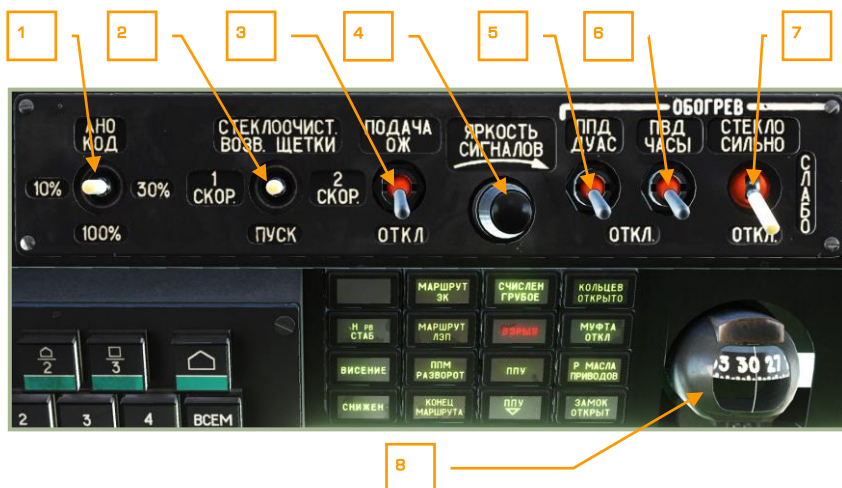 1
2
3
4
5
6
7
ОБОГРЕВ
АНО
КОД
СТЕКЛООЧИСТ.
ВОЗВ. ЩЕТКИ
ПОДАЧА
ОЖ
ЯРКОСТЬ
СИГНАЛОВ
ППД
ДУАС
ПВД
ЧАСЫ
СТЕКЛО
СИЛЬНО
10%
30%
1
СКОР.
2
СКОР.
СЛАБО
100%
ПУСК
ОТКЛ
ОТКЛ.
ОТКЛ.
МАРШРУТ
ЗК
СЧИСЛЕН
ГРУБОЕ
КОЛЬЦЕВ
ОТКРЫТО
Н РВ
СТАБ
МАРШРУТ
ЛЗП
ВЗРЫВ
МУФТА
ОТКЛ
ВИСЕНИЕ
ППМ
РАЗВОРОТ
ППУ
Р МАСЛА
ПРИВОДОВ
СНИЖЕН
КОНЕЦ
МАРШРУТА
ППУ
ЗАМОК
ОТКРЫТ
2
3
2
3
4
ВСЕМ
3 30 27
8